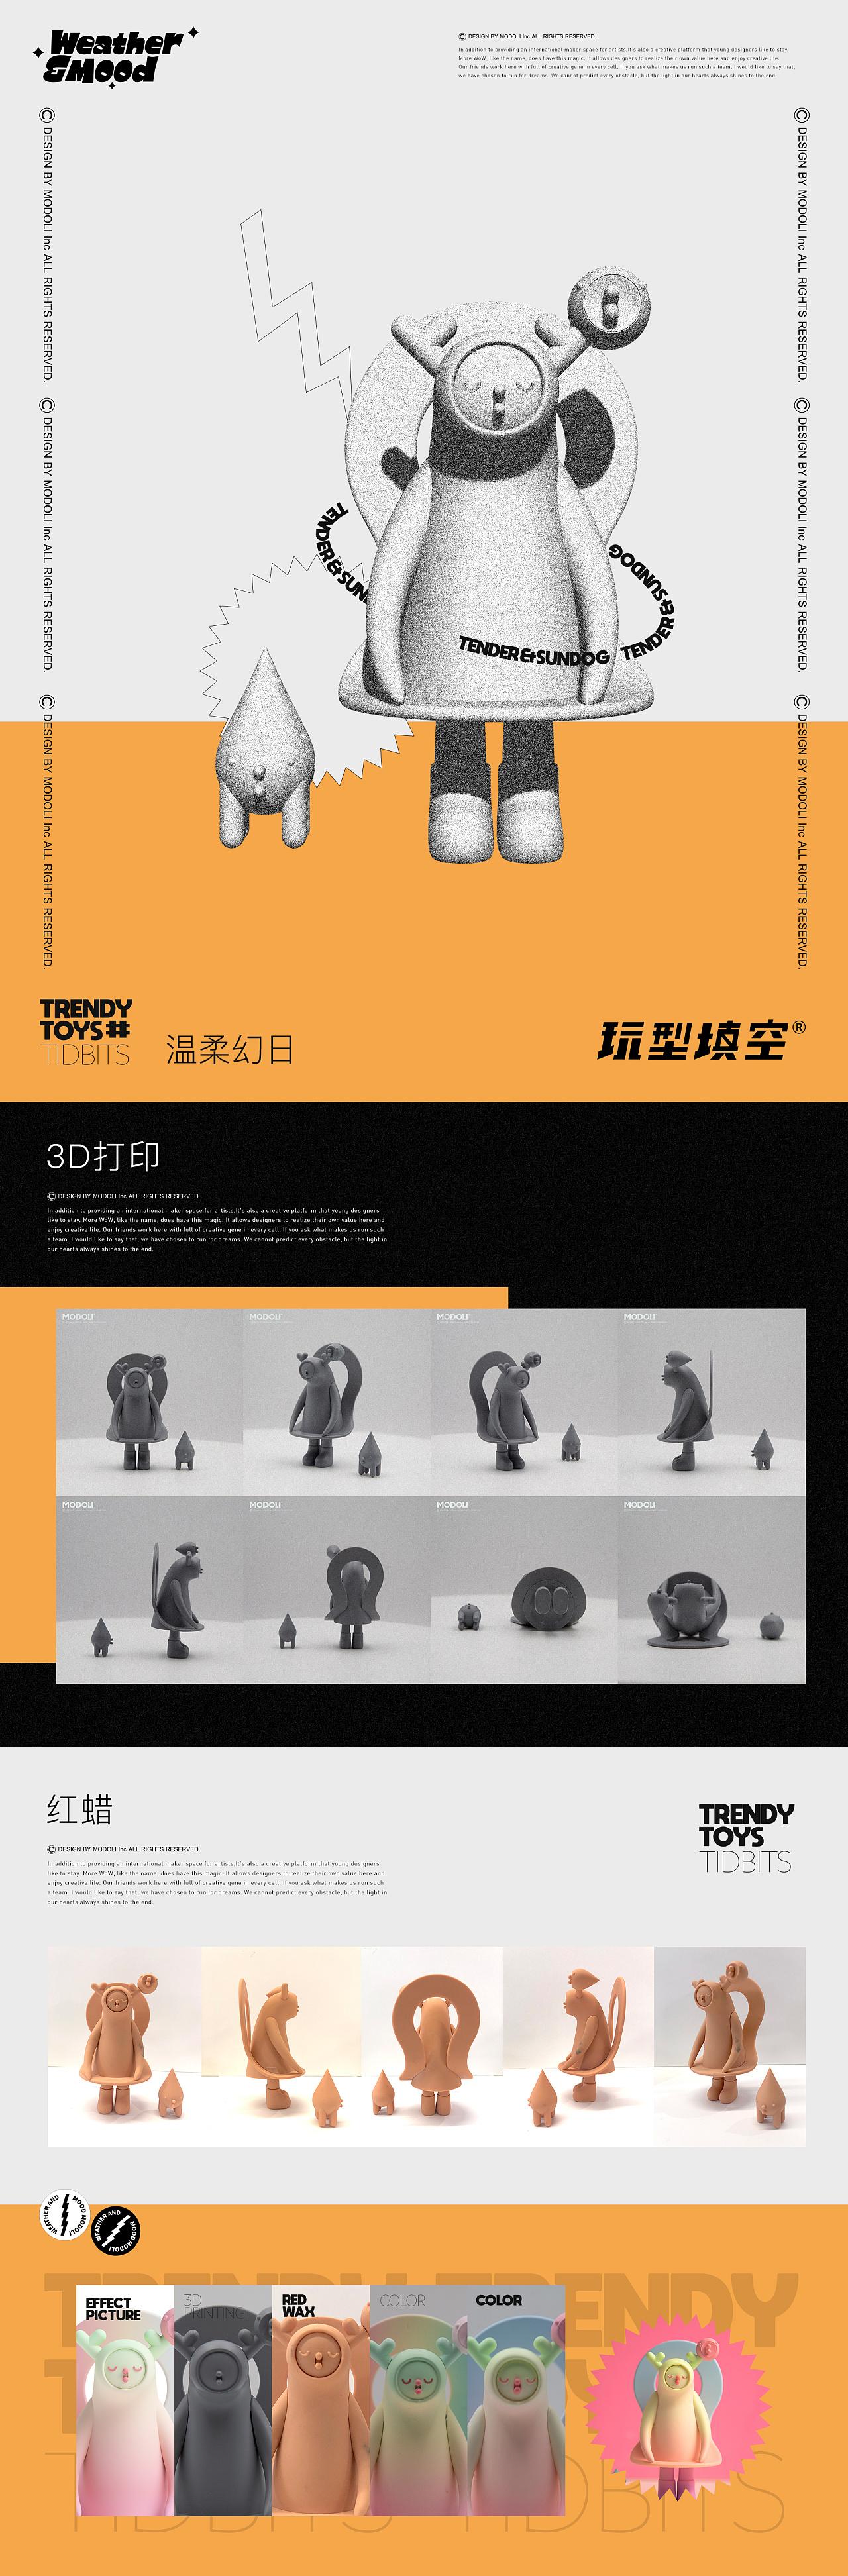 Weather
&Mood
© DESIGN BY MODOLI Inc ALL RIGHTS RESERVED.
In addition to providing an international maker space for artists,It's also a creative platform that young designers like to stay.
More WoW, like the name, does have this magic. It allows designers to realize their own value here and enjoy creative life.
Our friends work here with full of creative gene in every cell. If you ask what makes us run such a team. I would like to say that,
we have chosen to run for dreams. We cannot predict every obstacle, but the light in our hearts always shines to the end.
© DESIGN BY MODOLI Inc ALL RIGHTS RESERVED.
© DESIGN BY MODOLI Inc ALL RIGHTS RESERVED.
© DESIGN BY MODOLI Inc ALL RIGHTS RESERVED.
© DESIGN BY MODOLI Inc ALL RIGHTS RESERVED.
© DESIGN BY MODOLI Inc ALL RIGHTS RESERVED.
© DESIGN BY MODOLI Inc ALL RIGHTS RESERVED.
TENDER&SUN
TENDER&SUNDOG
TENDER&SUNDOG
TRENDY
TOYS#
TIDBITS
温柔幻日
玩型填空®
3D打印
© DESIGN BY MODOLI Inc ALL RIGHTS RESERVED.
In addition to providing an international maker space for artists,It's also a creative platform that young designers
like to stay. More WoW, like the name, does have this magic. It allows designers to realize their own value here and
enjoy creative life. Our friends work here with full of creative gene in every cell. If you ask what makes us run such
a team. I would like to say that, we have chosen to run for dreams. We cannot predict every obstacle, but the light in
our hearts always shines to the end.
MODOLI
MODOLI
MODOLI
MODOLI
MODOLI
MODOLI
MODOLI
MODOLI
红蜡
© DESIGN BY MODOLI Inc ALL RIGHTS RESERVED.
In addition to providing an international maker space for artists,It's also a creative platform that young designers
like to stay. More WoW, like the name, does have this magic. It allows designers to realize their own value here and
enjoy creative life. Our friends work here with full of creative gene in every cell. If you ask what makes us run such
a team. I would like to say that, we have chosen to run for dreams. We cannot predict every obstacle, but the light in
our hearts always shines to the end.
TRENDY
TOYS
TIDBITS
WEATHER AND MOOD MODOLI
WEATHER AND MOOD MODOLI
EFFECT
PICTURE
3D
PRINTING
RED
WAX
COLOR
COLOR